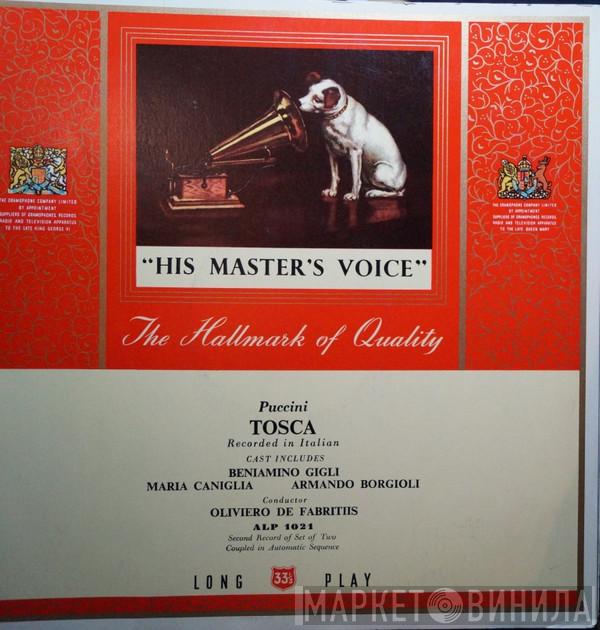 "HIS MASTER'S VOICE"
THE GRAMOPHONE COMPANY LIMITED
BY APPOINTMENT
SUPPLIERS OF GRAMOPHONES RECORDS
RADIO AND TELEVISION APPARATUS
TO THE LATE KING GEORGE VI
THE GRAMOPHONE COMPANY LIMITED
BY APPOINTMENT
SUPPLIERS OF GRAMOPHONES, RECORDS,
RADIO AND TELEVISION APPARATUS
TO THE LATE QUEEN MARY
The Hallmark of Quality
Puccini
TOSCA
Recorded in Italian
CAST INCLUDES
BENIAMINO GIGLI
MARIA CANIGLIA ARMANDO BORGIOLI
Conductor
OLIVIERO DE FABRITIIS
ALP 1021
Second Record of Set of Two
Coupled in Automatic Sequence
LONG 33⅓ PLAY
МАРКЕТ ВИНИЛА